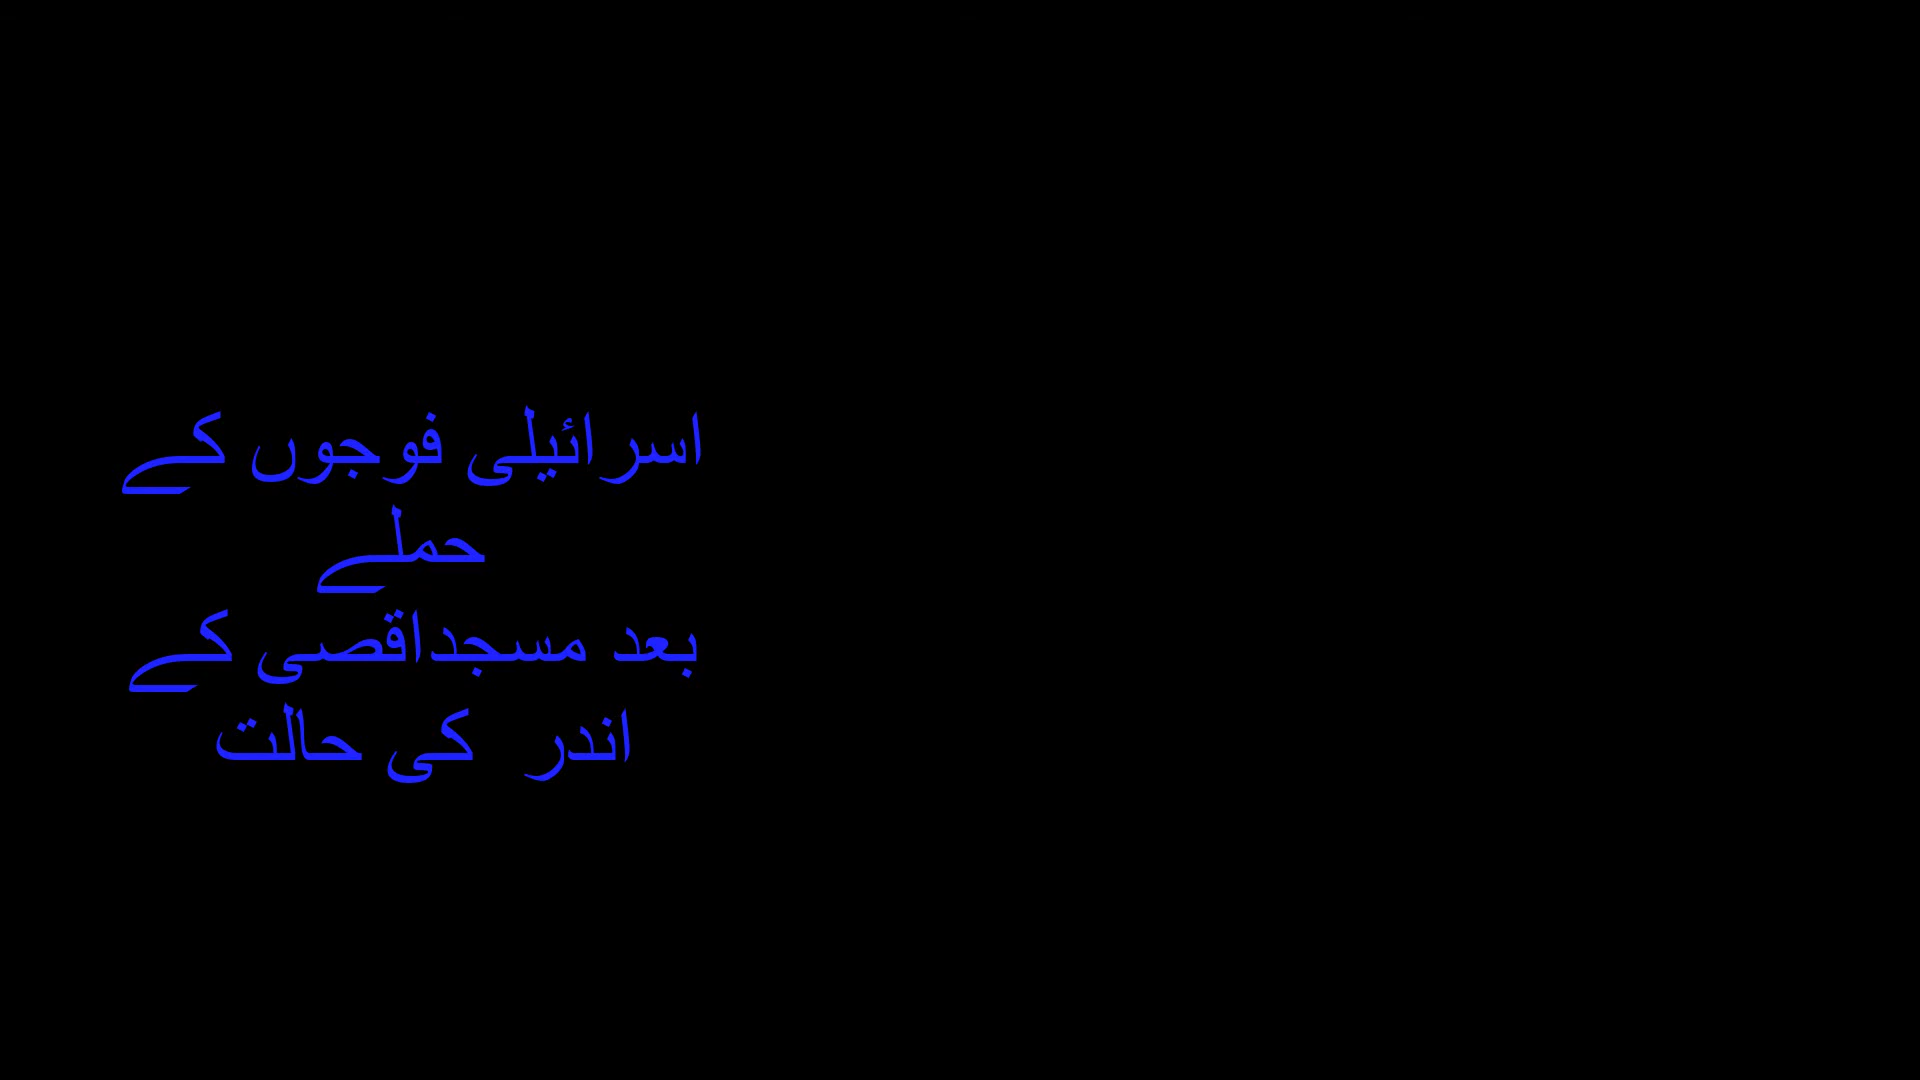 اسرائیلی فوجوں کے
حملے
بعد مسجداقصی کے
اندر  کی حالت